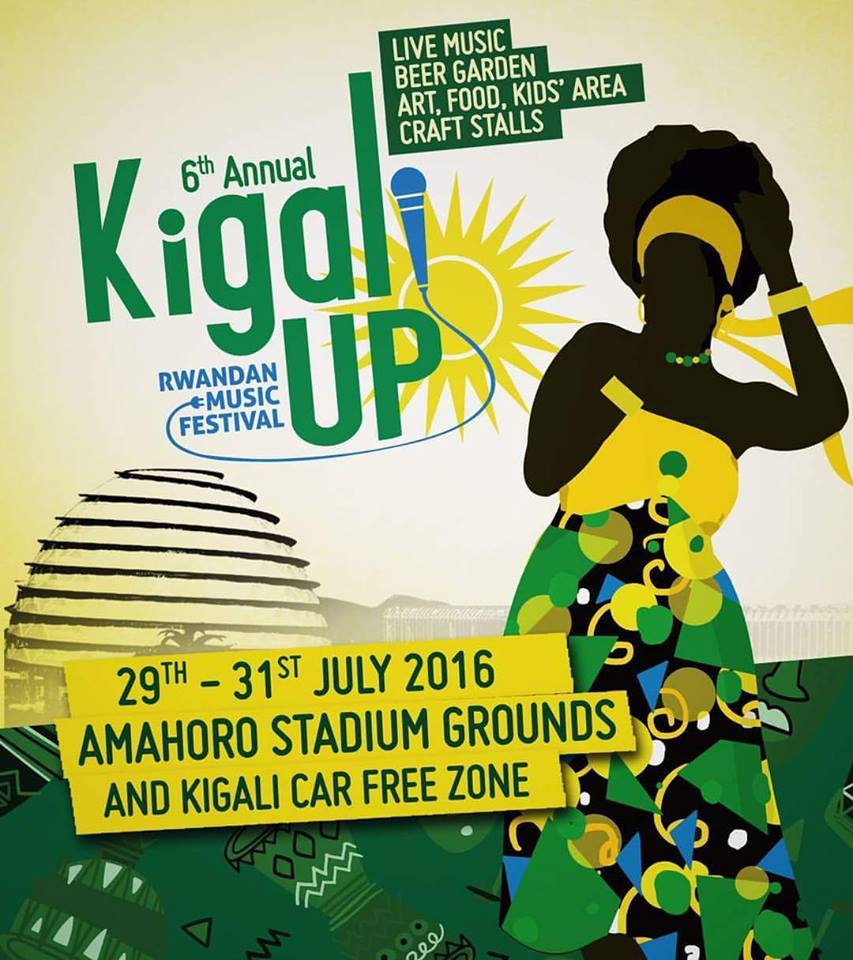 LIVE MUSIC
BEER GARDEN
ART, FOOD, KIDS' AREA
CRAFT STALLS
6th Annual
Kigali
UP
RWANDAN
MUSIC
FESTIVAL
29TH – 31ST JULY 2016
AMAHORO STADIUM GROUNDS
AND KIGALI CAR FREE ZONE